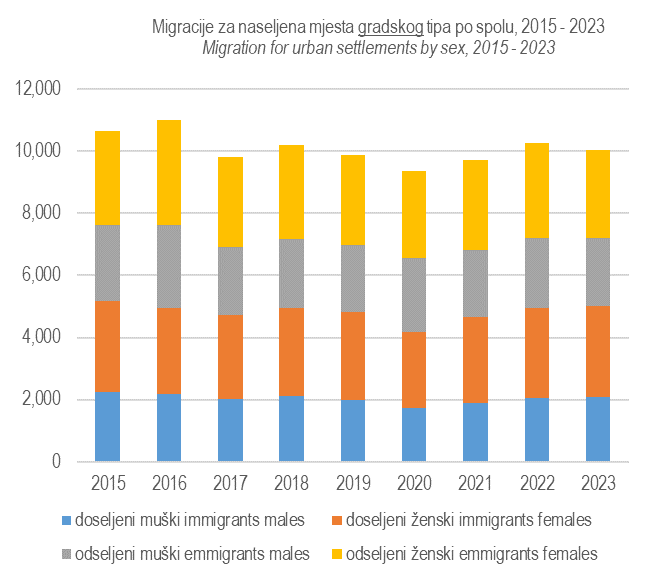 Migracije za naseljena mjesta gradskog tipa po spolu, 2015 - 2023
Migration for urban settlements by sex, 2015 - 2023
12,000
10,000
8,000
6,000
4,000
2,000
0
2015 2016 2017 2018 2019 2020 2021 2022 2023
doseljeni muški immigrants males doseljeni ženski immigrants females
odseljeni muški emmigrants males odseljeni ženski emmigrants females